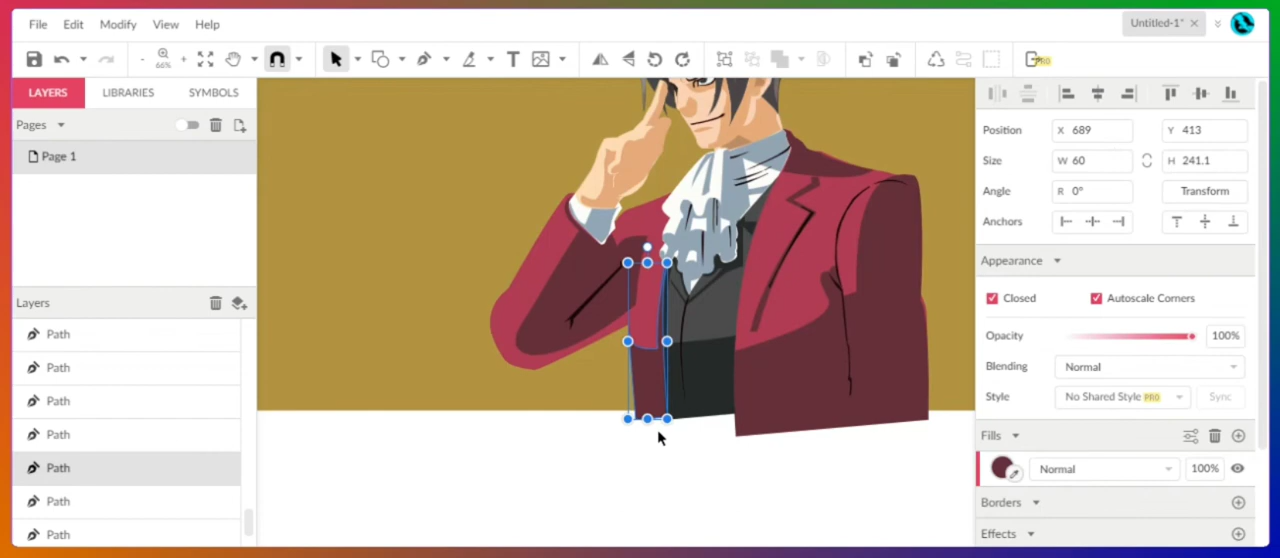 File Edit Modify View Help
Untitled-1*
66%
PRO
LAYERS LIBRARIES SYMBOLS
Pages
Page 1
Layers
Path
Path
Path
Path
Path
Path
Path
Position X 689 Y 413
Size W 60 H 241.1
Angle R 0° Transform
Anchors
Appearance
Closed Autoscale Corners
Opacity 100%
Blending Normal
Style No Shared Style PRO Sync
Fills
Normal 100%
Borders
Effects